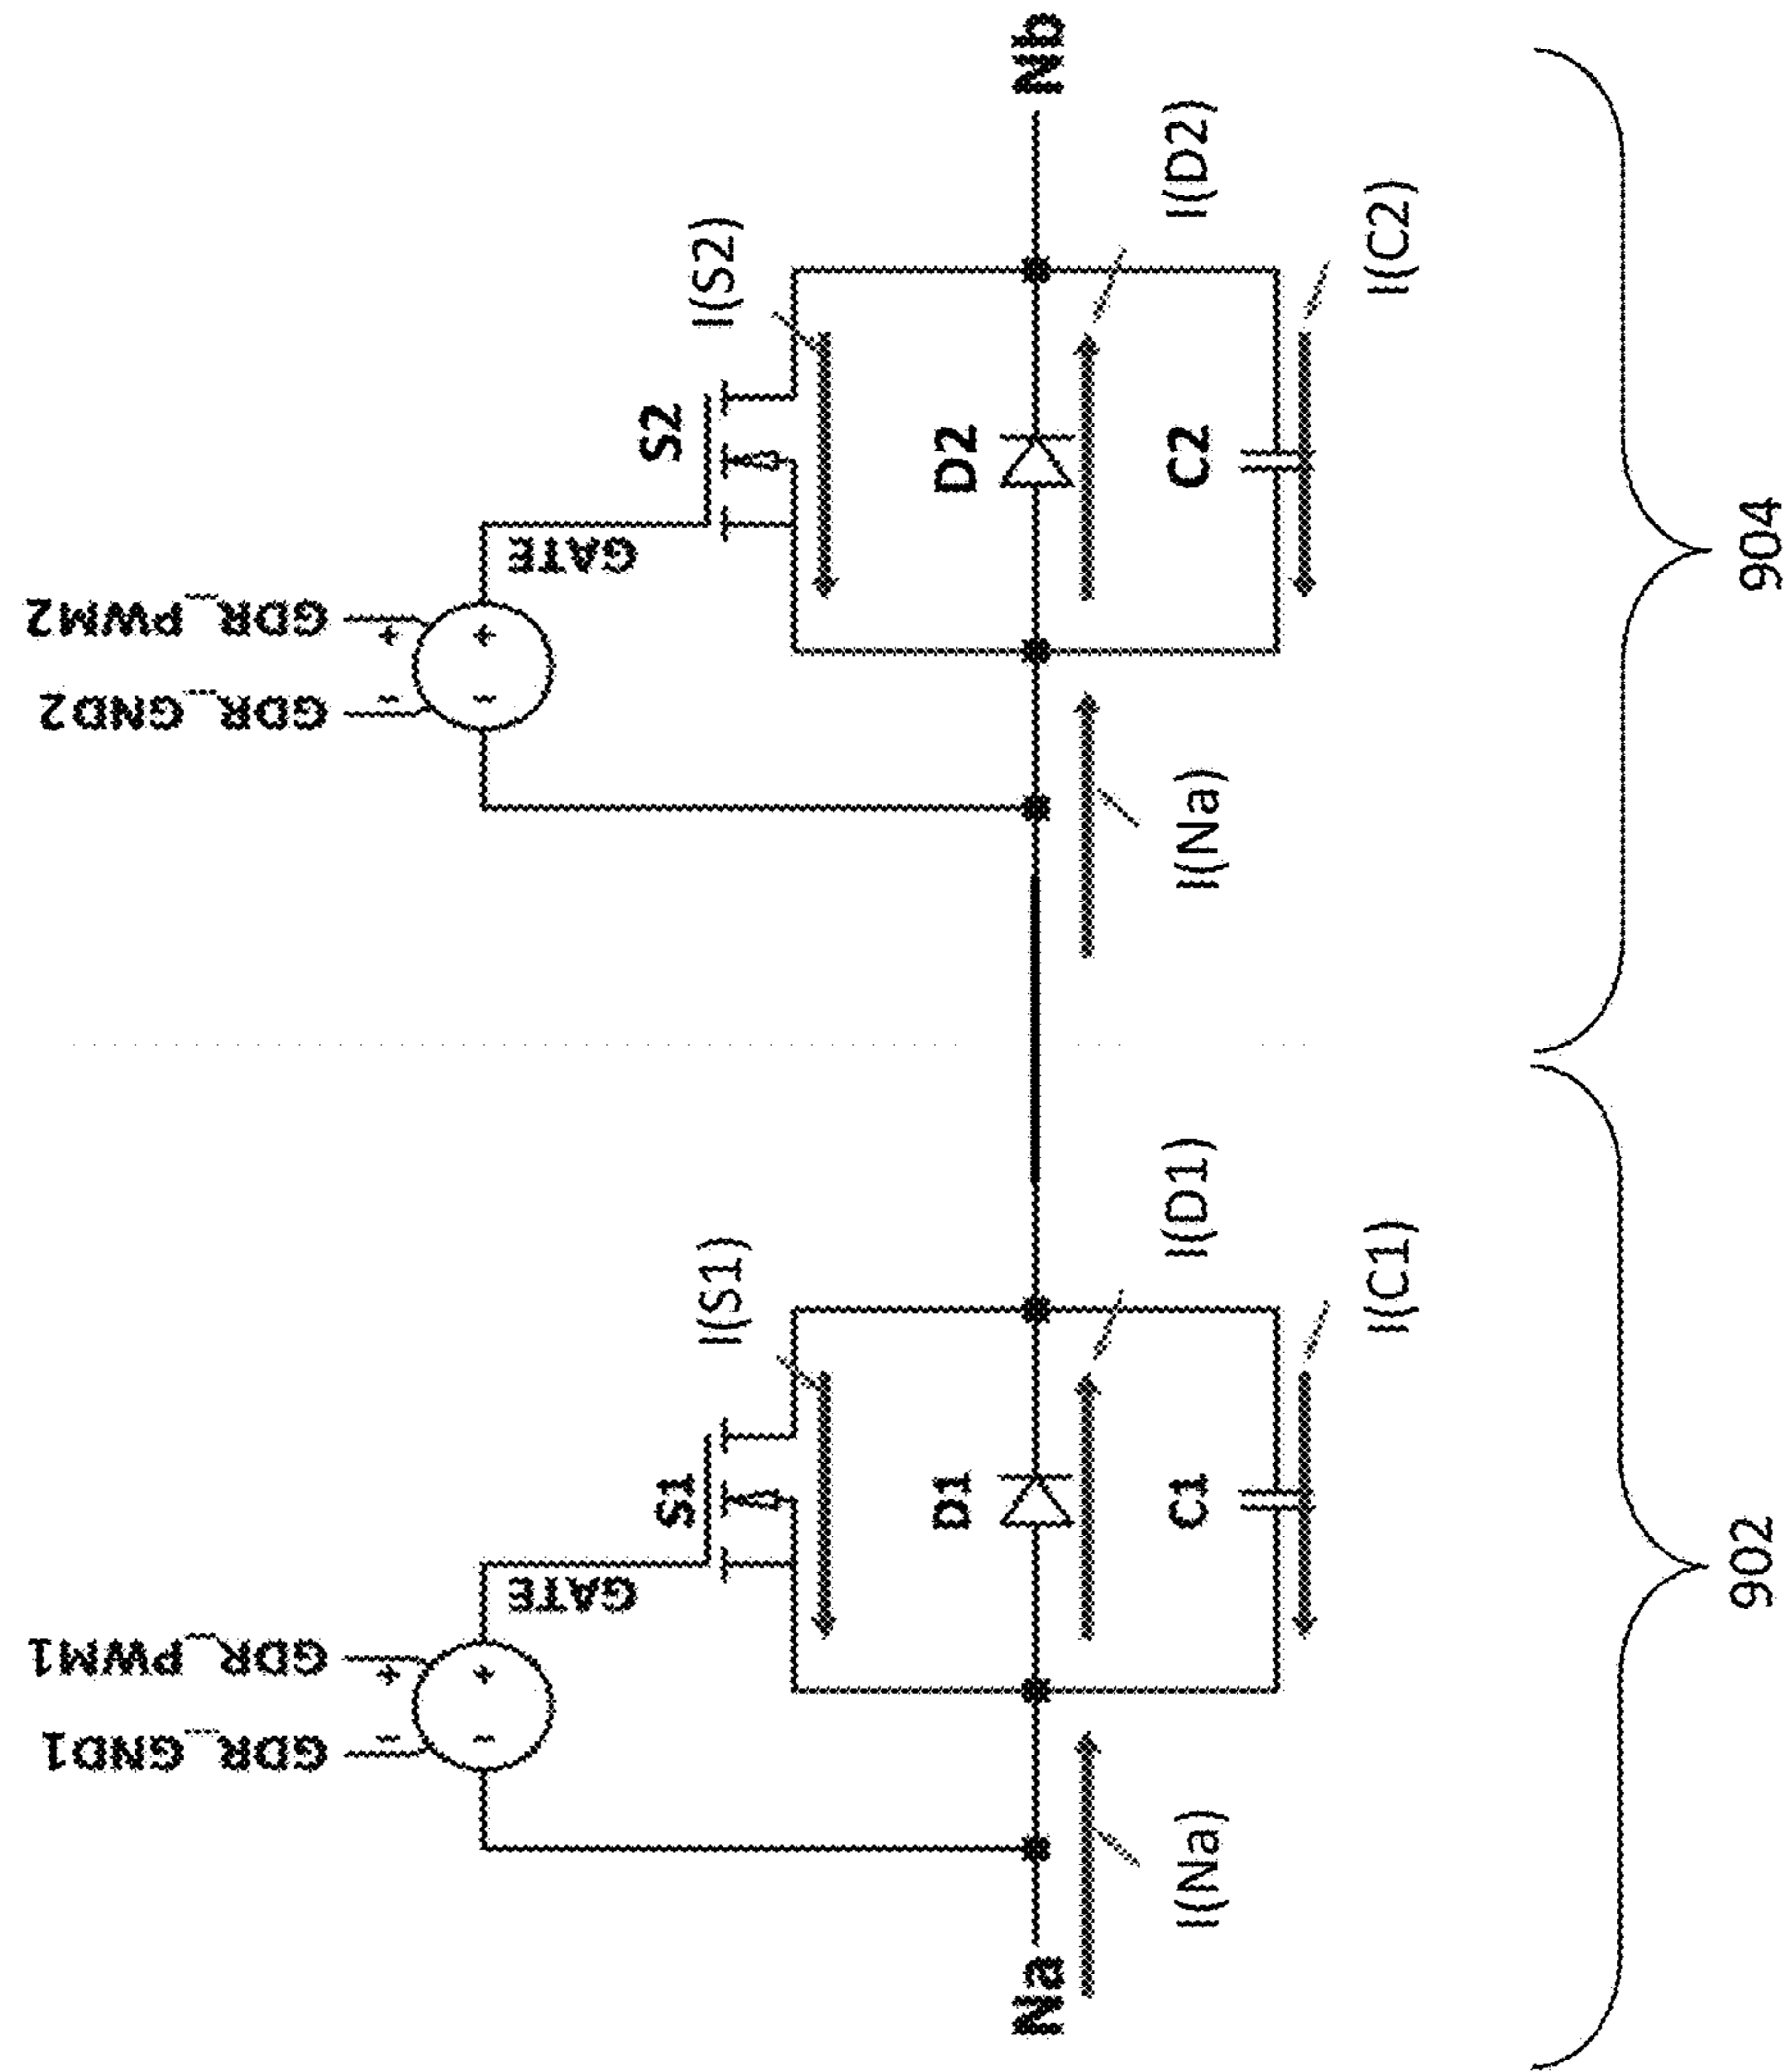 GDR_GND1
GDR_PWM1
- +
- +
GATE
S1
I(S1)
D1
I(D1)
C1
I(C1)
Na
I(Na)
902
GDR_GND2
GDR_PWM2
- +
- +
GATE
S2
I(S2)
D2
I(D2)
C2
I(C2)
I(Na)
Nb
904